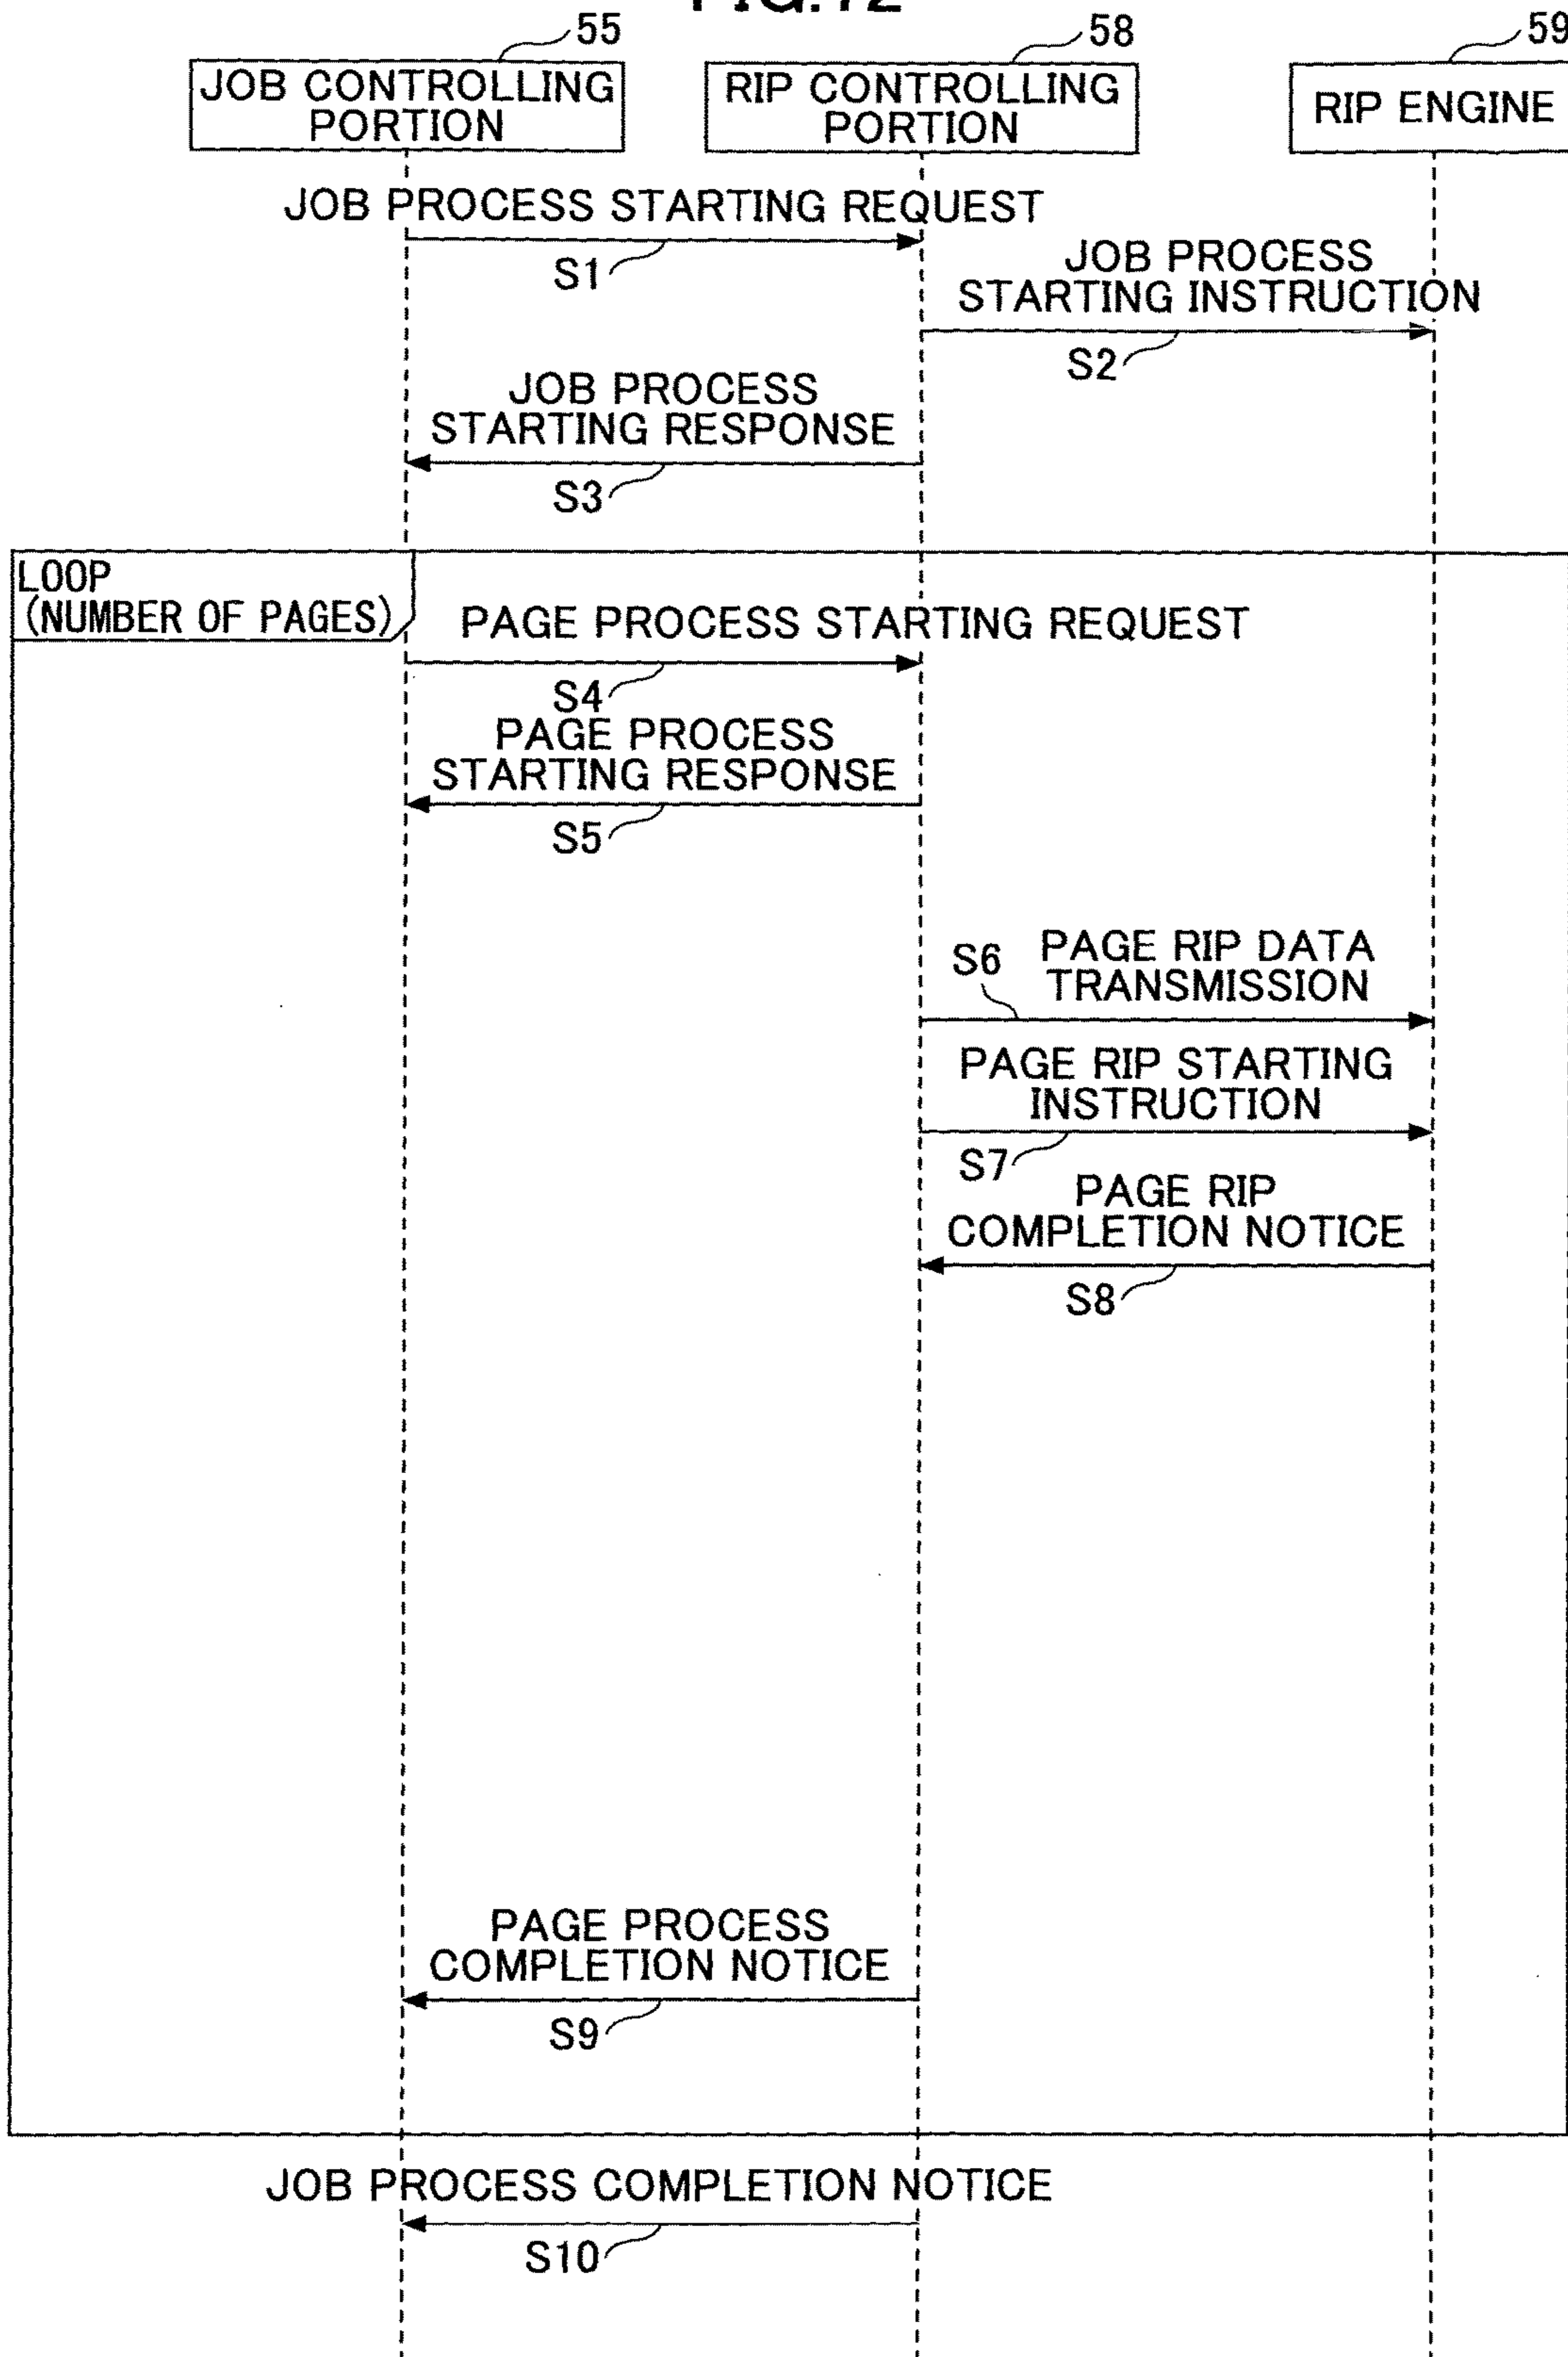 FIG.12
55
58
59
JOB CONTROLLING
PORTION
RIP CONTROLLING
PORTION
RIP ENGINE
JOB PROCESS STARTING REQUEST
S1
JOB PROCESS
STARTING INSTRUCTION
S2
JOB PROCESS
STARTING RESPONSE
S3
LOOP
(NUMBER OF PAGES)
PAGE PROCESS STARTING REQUEST
S4
PAGE PROCESS
STARTING RESPONSE
S5
S6
PAGE RIP DATA
TRANSMISSION
PAGE RIP STARTING
INSTRUCTION
S7
PAGE RIP
COMPLETION NOTICE
S8
PAGE PROCESS
COMPLETION NOTICE
S9
JOB PROCESS COMPLETION NOTICE
S10